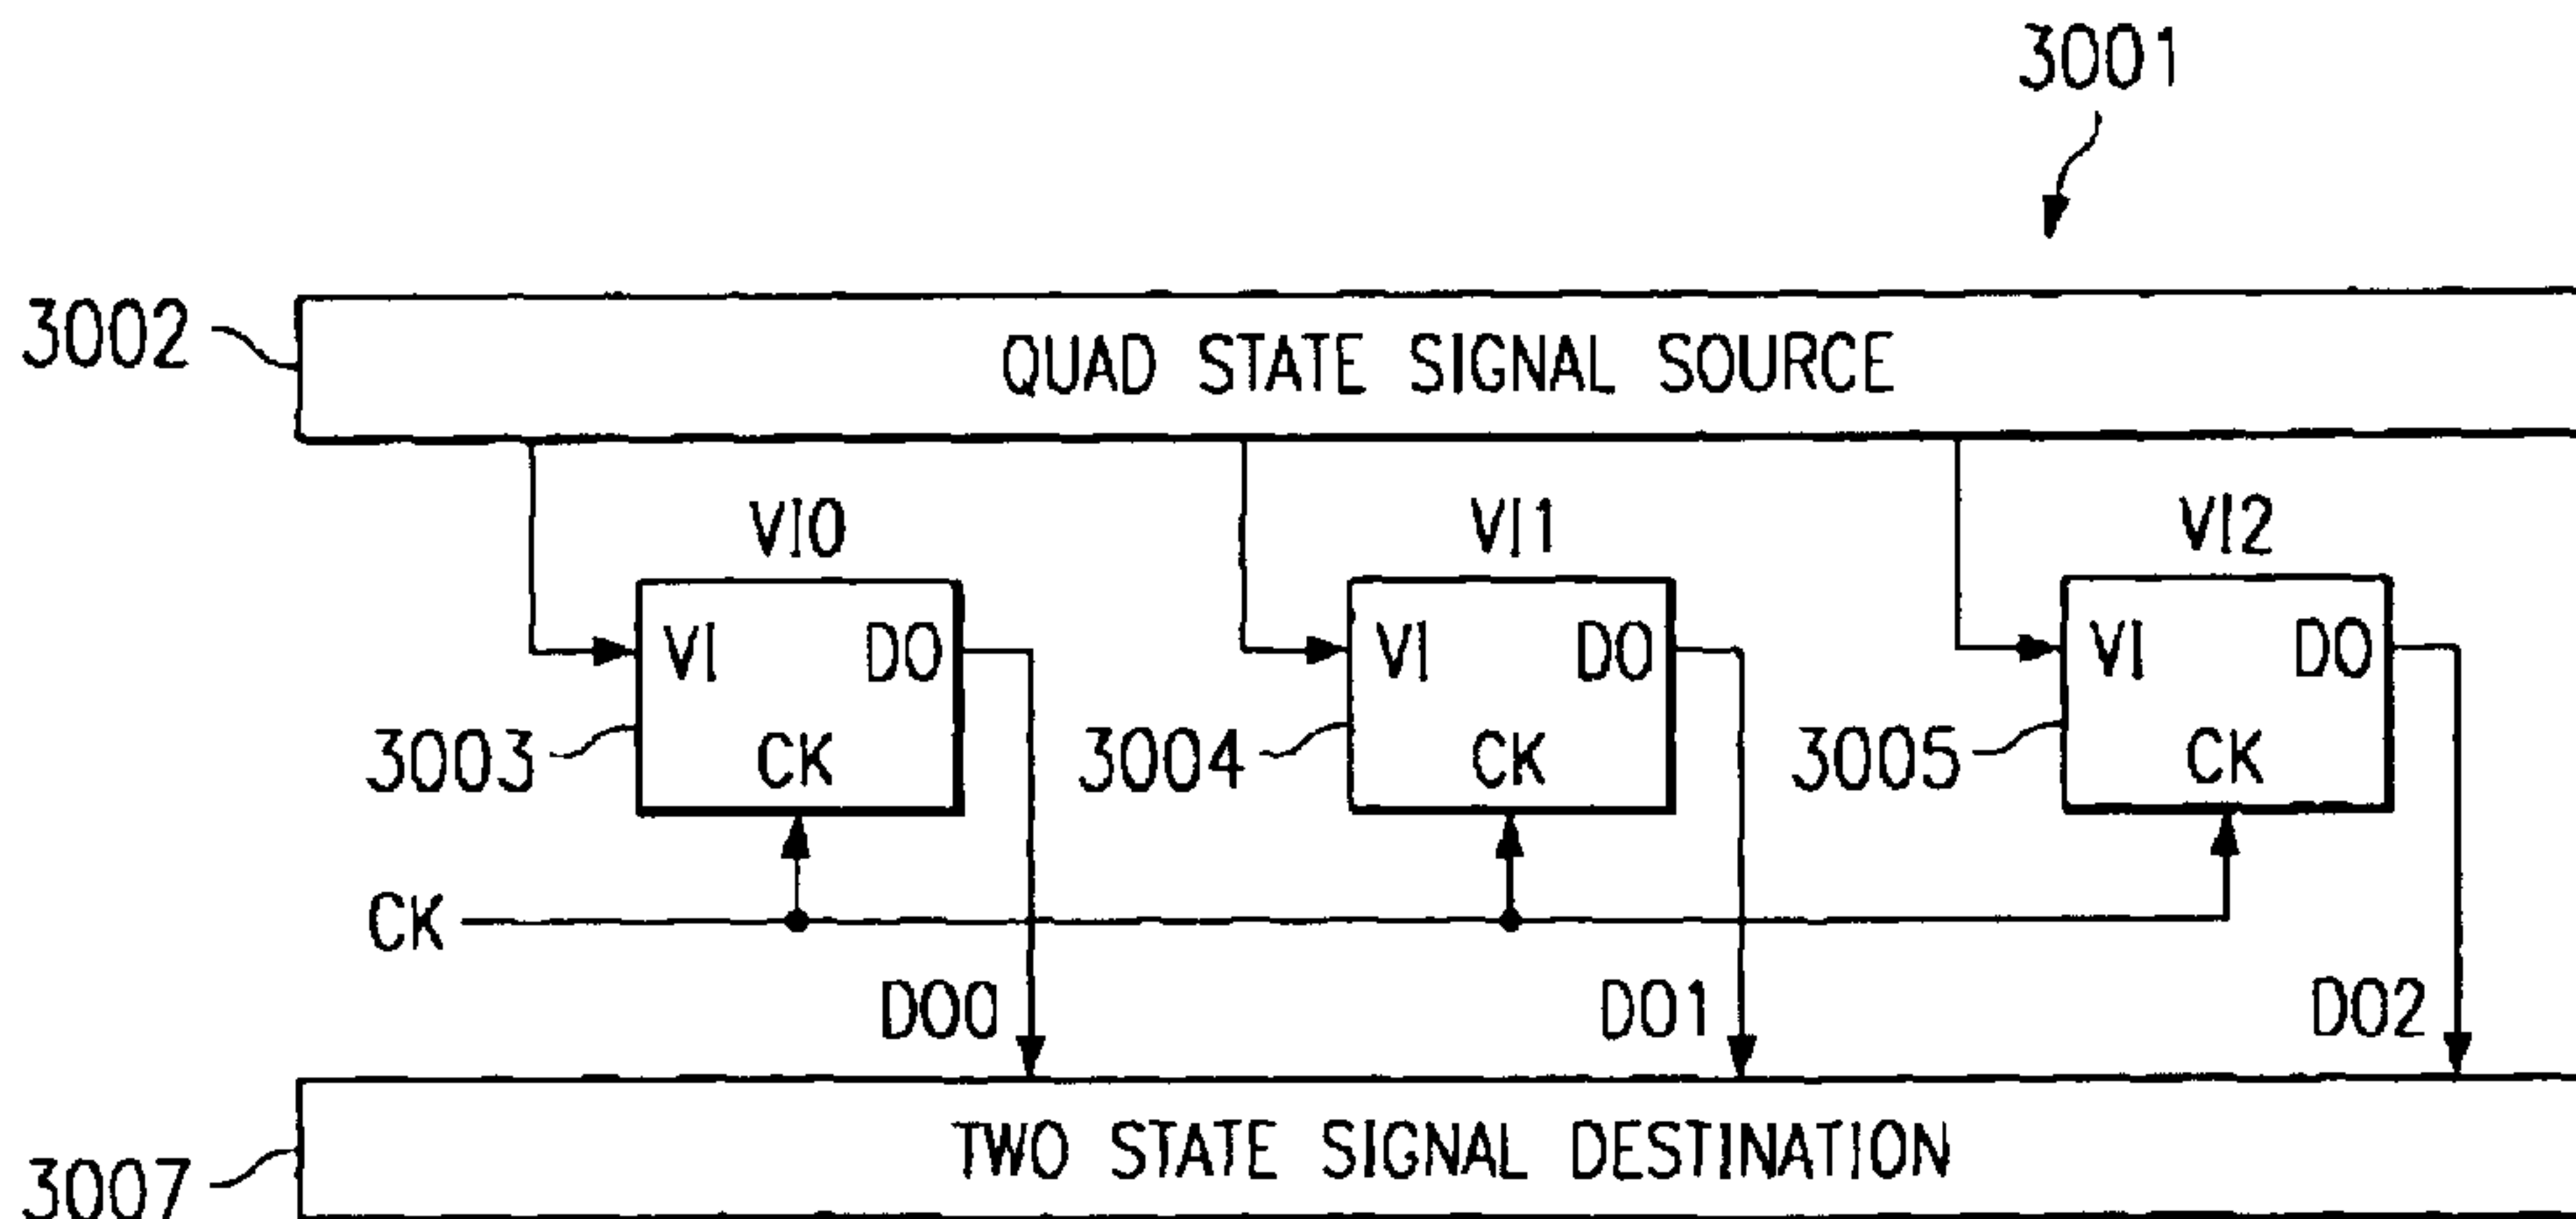 3001
3002
QUAD STATE SIGNAL SOURCE
VI0 VI1 VI2
VI DO VI DO VI DO
3003 CK 3004 CK 3005 CK
CK
DO0 DO1 DO2
TWO STATE SIGNAL DESTINATION
3007